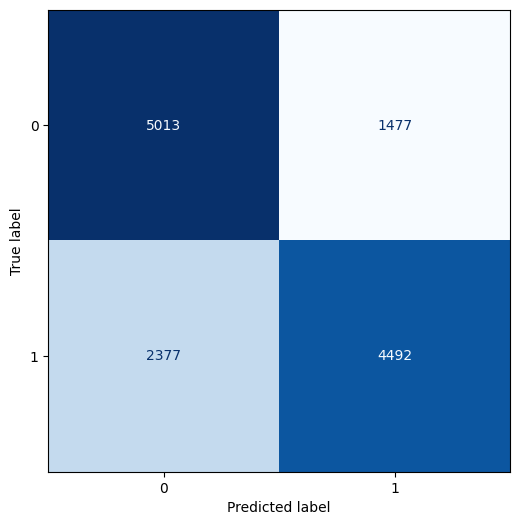 0
5013 1477
True label
1
2377 4492
0 1
Predicted label